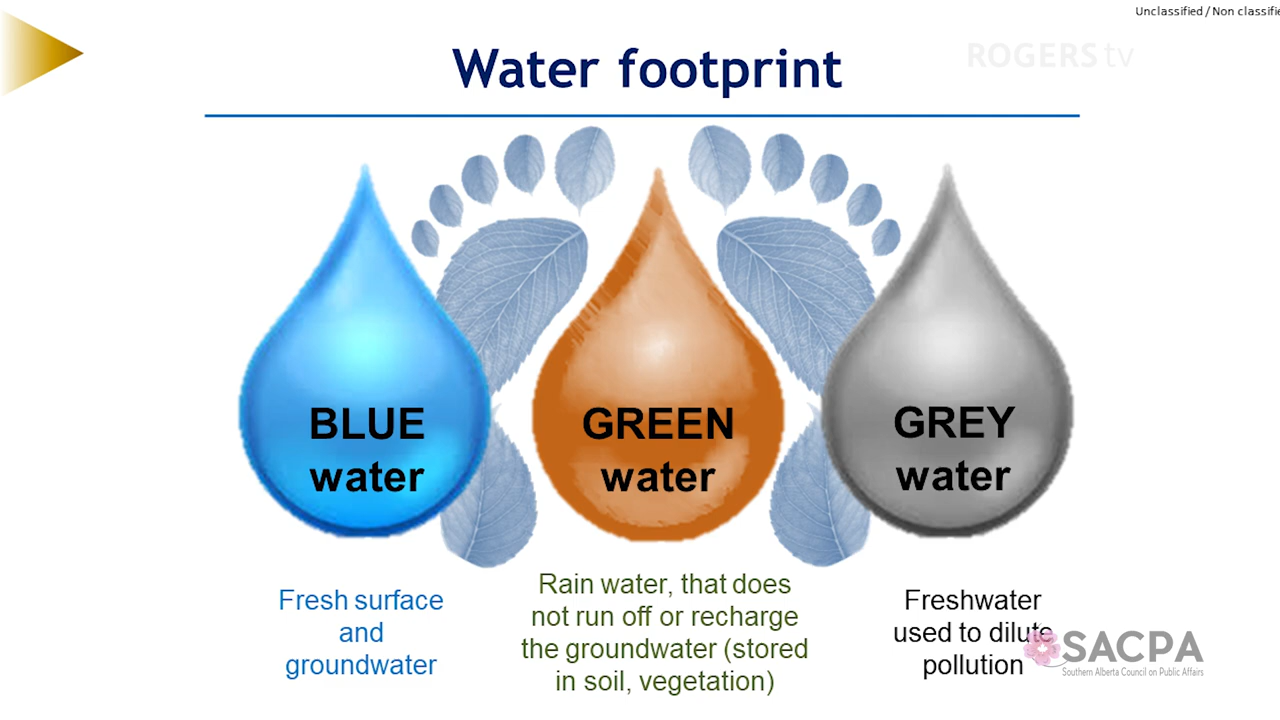 Unclassified / Non classifié
Water footprint
ROGERS tv
BLUE
water
GREEN
water
GREY
water
Fresh surface
and
groundwater
Rain water, that does
not run off or recharge
the groundwater (stored
in soil, vegetation)
Freshwater
used to dilute
pollution
SACPA
Southern Alberta Council on Public Affairs